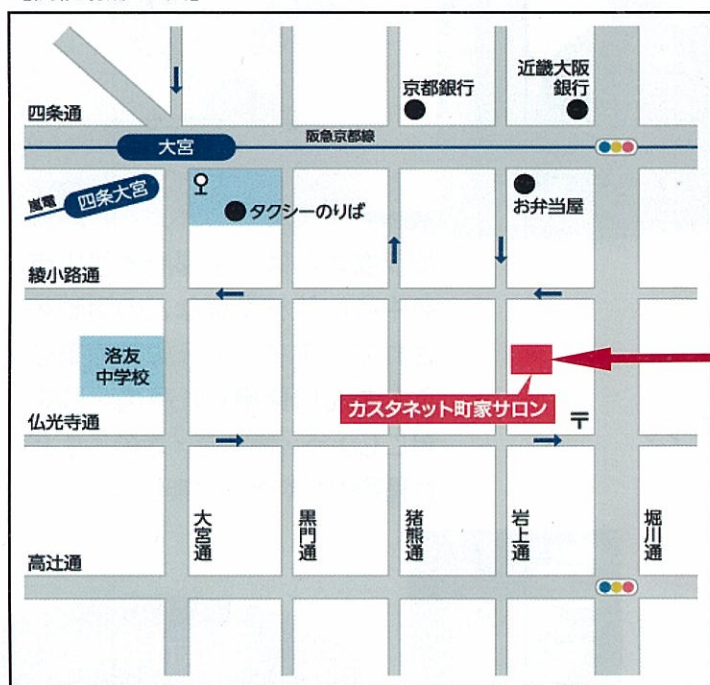 近畿大阪
銀行
京都銀行
四条通
阪急京都線
大宮
嵐電
四条大宮
タクシーのりば
お弁当屋
綾小路通
洛友
中学校
カスタネット町家サロン
仏光寺通
〒
大宮通
黒門通
猪熊通
岩上通
堀川通
高辻通